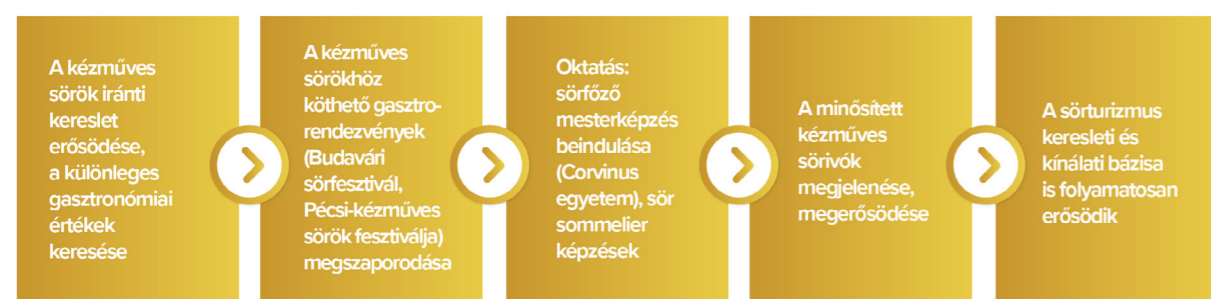 A kézműves
sörök iránti
kereslet
erősödése,
a különleges
gasztronómiai
értékek
keresése
A kézműves
sörökhöz
köthető gasztro-
rendezvények
(Budavári
sörfesztivál,
Pécsi-kézműves
sörök fesztiválja)
megszaporodása
Oktatás:
sörfőző
mesterképzés
beindulása
(Corvinus
egyetem), sör
sommelier
képzések
A minősített
kézműves
sörivók
megjelenése,
megerősödése
A sörturizmus
keresleti és
kínálati bázisa
is folyamatosan
erősödik